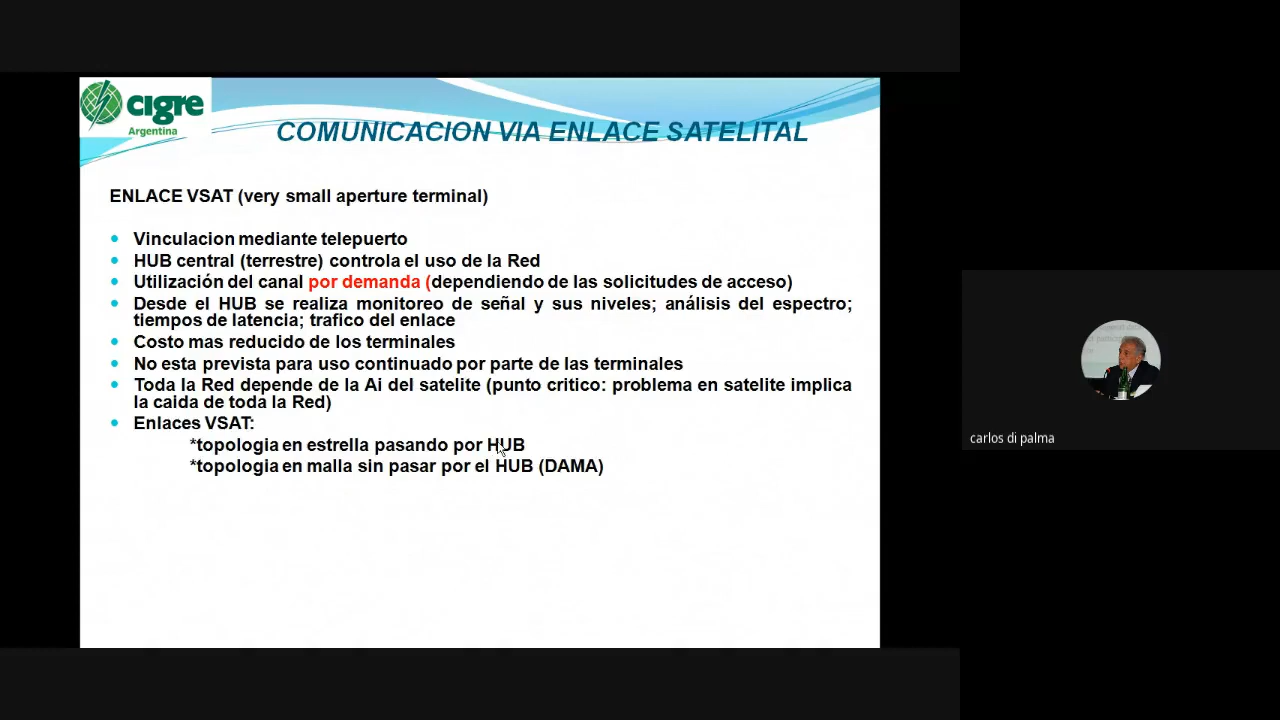 cigre
Argentina
COMUNICACION VIA ENLACE SATELITAL
ENLACE VSAT (very small aperture terminal)
Vinculacion mediante telepuerto
HUB central (terrestre) controla el uso de la Red
Utilización del canal por demanda (dependiendo de las solicitudes de acceso)
Desde el HUB se realiza monitoreo de señal y sus niveles; análisis del espectro;
tiempos de latencia; trafico del enlace
Costo mas reducido de los terminales
No esta prevista para uso continuado por parte de las terminales
Toda la Red depende de la Ai del satelite (punto critico: problema en satelite implica
la caida de toda la Red)
Enlaces VSAT:
*topologia en estrella pasando por HUB
*topologia en malla sin pasar por el HUB (DAMA)
carlos di palma